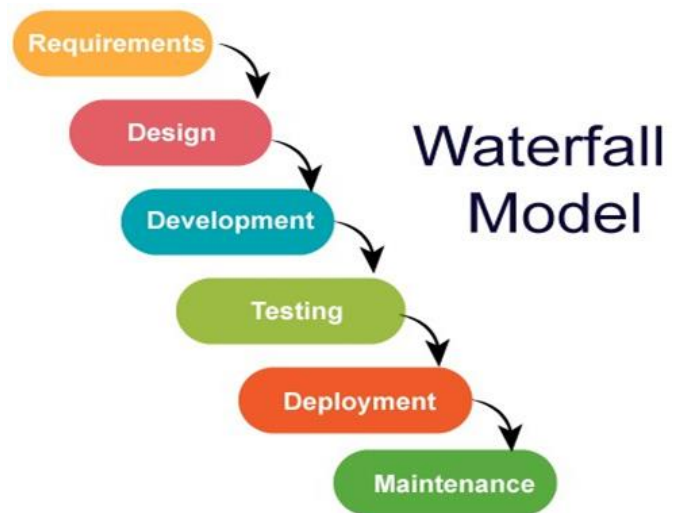 Requirements
Design
Waterfall
Model
Development
Testing
Deployment
Maintenance